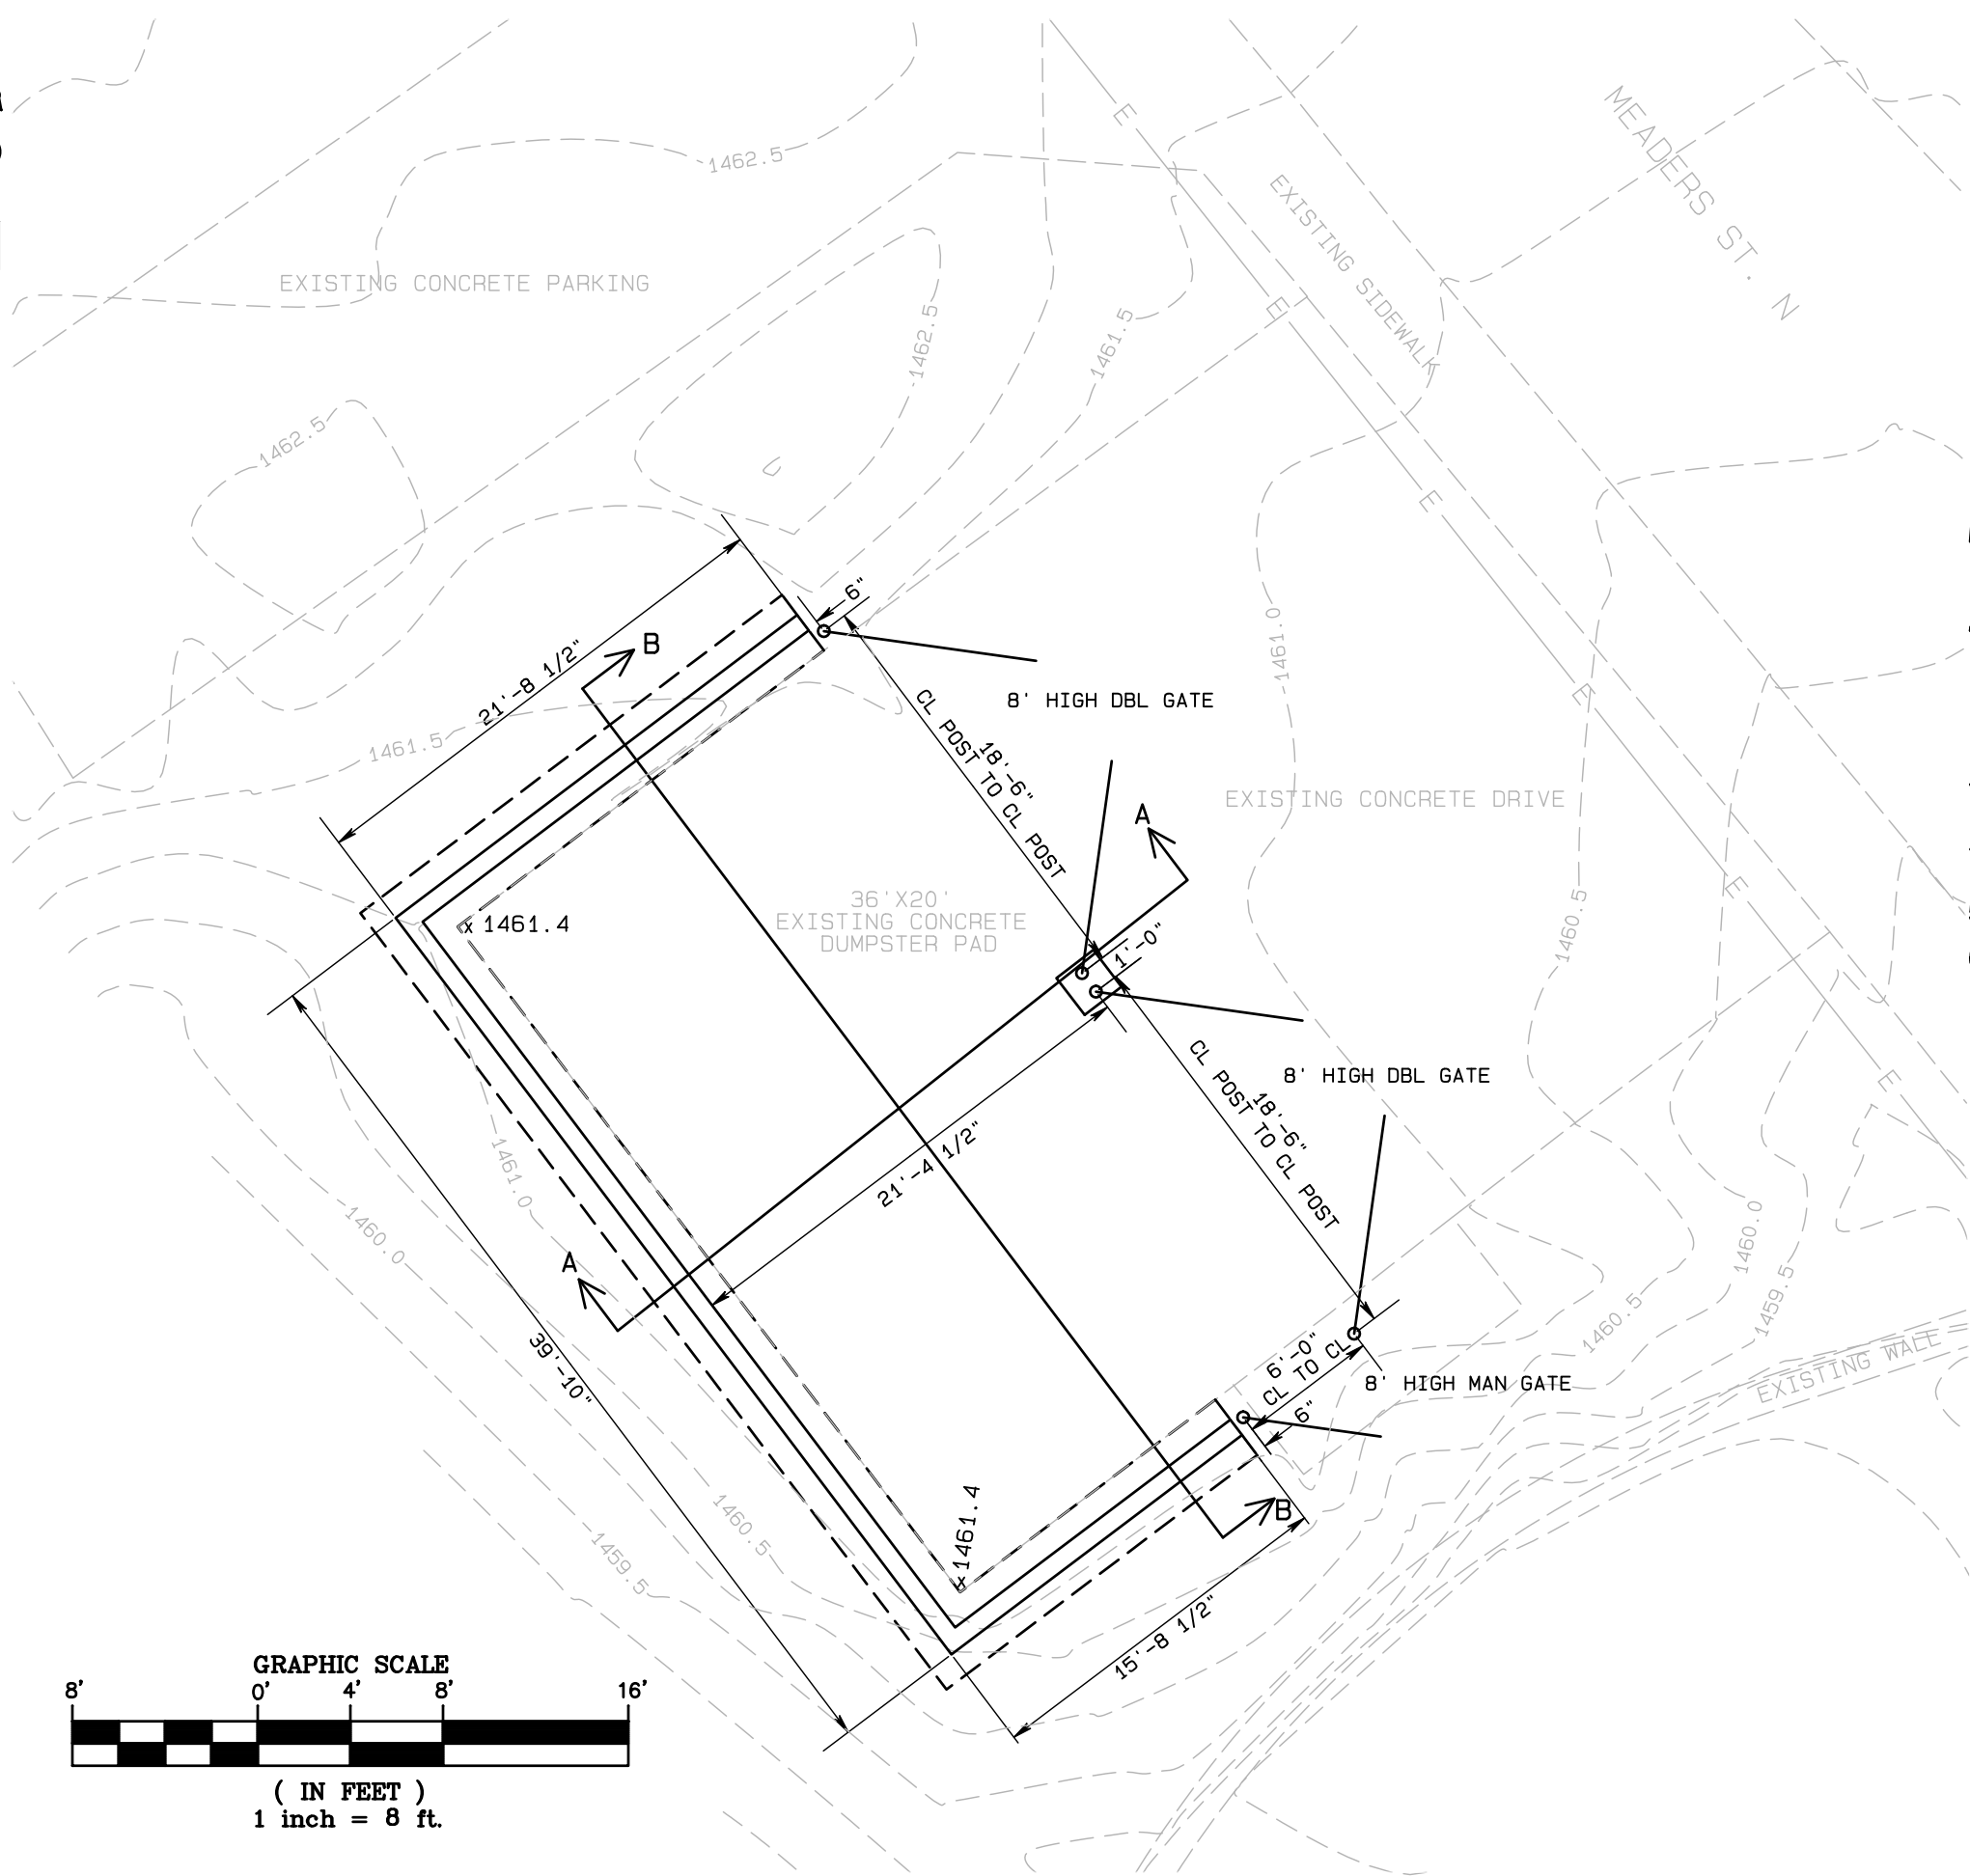 1462.5
MEADERS ST. N
EXISTING SIDEWALK
E
E
E
E
E
E
EXISTING CONCRETE PARKING
1462.5
1461.5
1462.5
6"
B
21'-8 1/2"
8' HIGH DBL GATE
CL POST TO CL POST
18'-6"
1461.0
1461.5
EXISTING CONCRETE DRIVE
A
36'X20'
EXISTING CONCRETE
DUMPSTER PAD
x 1461.4
1'-0"
1460.5
8' HIGH DBL GATE
CL POST TO CL POST
18'-6"
21'-4 1/2"
1461.0
1460.0
A
1460.0
1459.5
1460.5
39'-10"
6'-0"
CL TO CL
EXISTING WALL
8' HIGH MAN GATE
6"
B
x 1461.4
1460.5
1459.5
15'-8 1/2"
GRAPHIC SCALE
8' 0' 4' 8' 16'
( IN FEET )
1 inch = 8 ft.